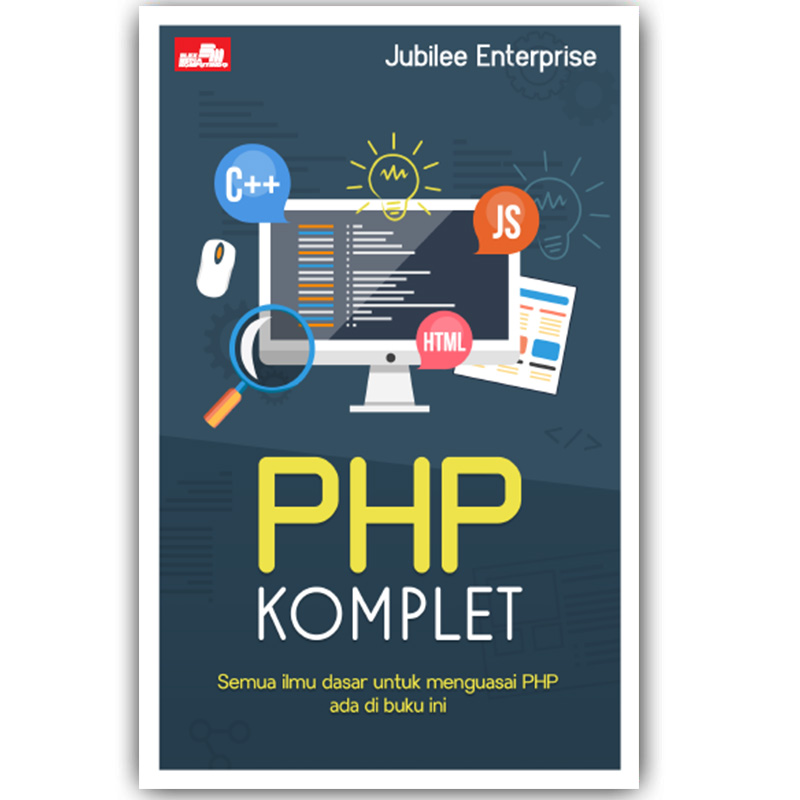 Jubilee Enterprise
C++
JS
HTML
PHP
KOMPLET
Semua ilmu dasar untuk menguasai PHP
ada di buku ini